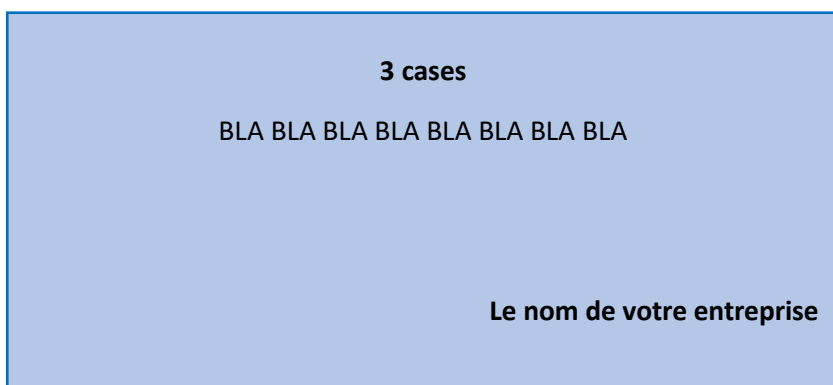 3 cases
BLA BLA BLA BLA BLA BLA BLA BLA
Le nom de votre entreprise